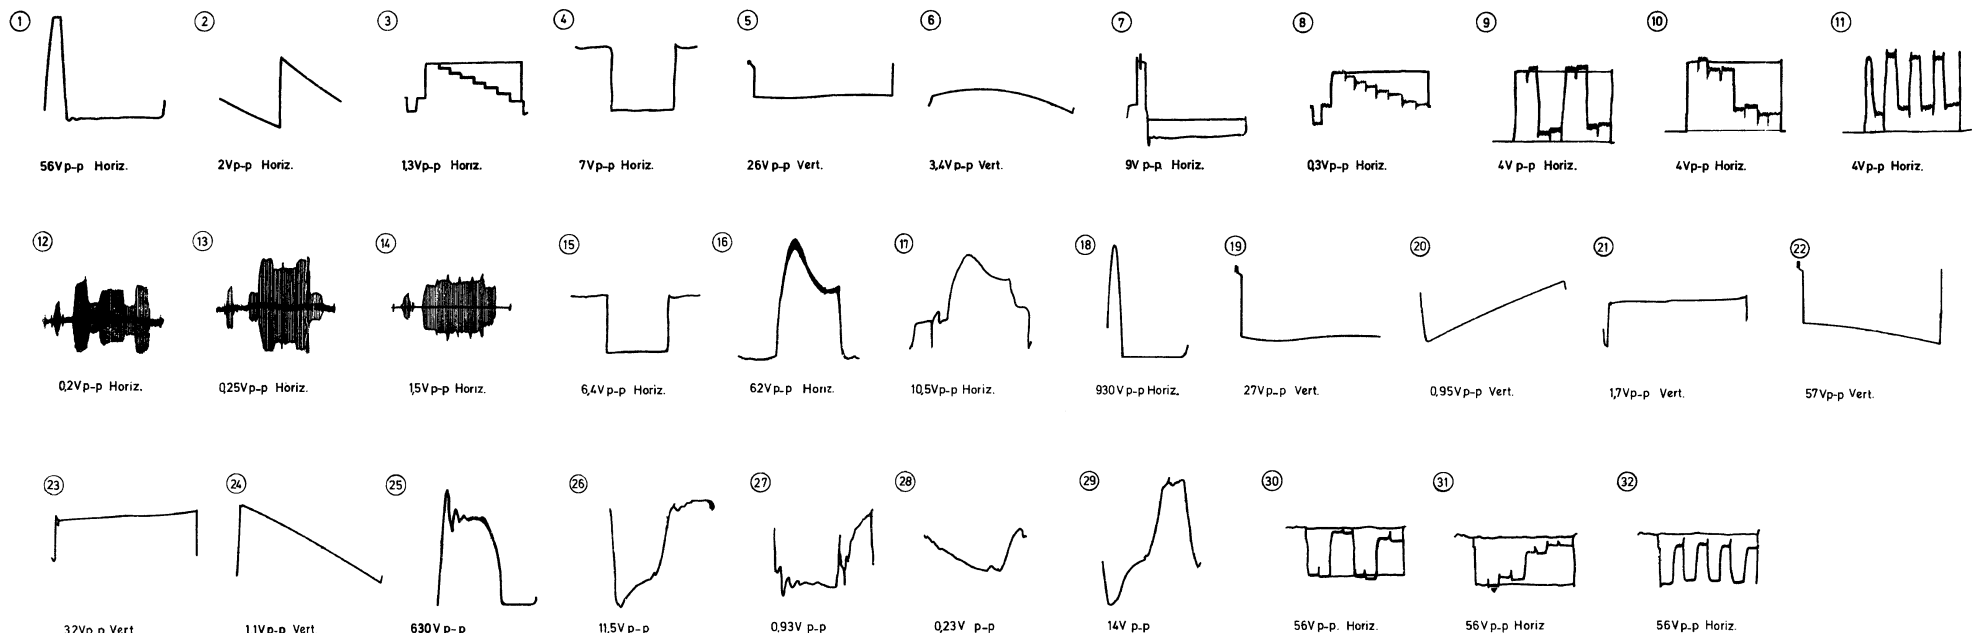 1 2 3 4 5 6 7 8 9 10 11
56Vp-p Horiz. 2Vp-p Horiz. 1,3Vp-p Horiz. 7Vp-p Horiz. 26Vp-p Vert. 3,4Vp-p Vert. 9Vp-p Horiz. 0,3Vp-p Horiz. 4Vp-p Horiz. 4Vp-p Horiz. 4Vp-p Horiz.
12 13 14 15 16 17 18 19 20 21 22
0,2Vp-p Horiz. 0,25Vp-p Horiz. 1,5Vp-p Horiz. 6,4Vp-p Horiz. 62Vp-p Horiz. 10,5Vp-p Horiz. 930Vp-p Horiz. 27Vp-p Vert. 0,95Vp-p Vert. 1,7Vp-p Vert. 57Vp-p Vert.
23 24 25 26 27 28 29 30 31 32
32Vp-p Vert 1,1Vp-p Vert 630Vp-p 11,5Vp-p 0,93Vp-p 0,23Vp-p 14Vp-p 56Vp-p. Horiz. 56Vp-p Horiz 56Vp-p Horiz.